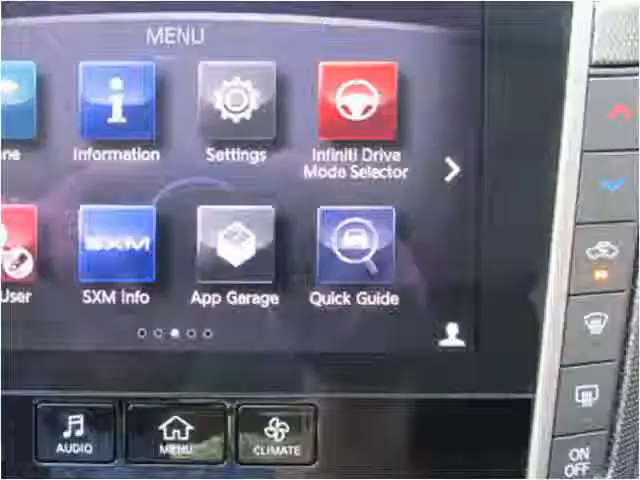 MENU
ne
Information
Settings
Infiniti Drive
Mode Selector
User
SXM
SXM Info
App Garage
Quick Guide
AUDIO
MENU
CLIMATE
ON
OFF